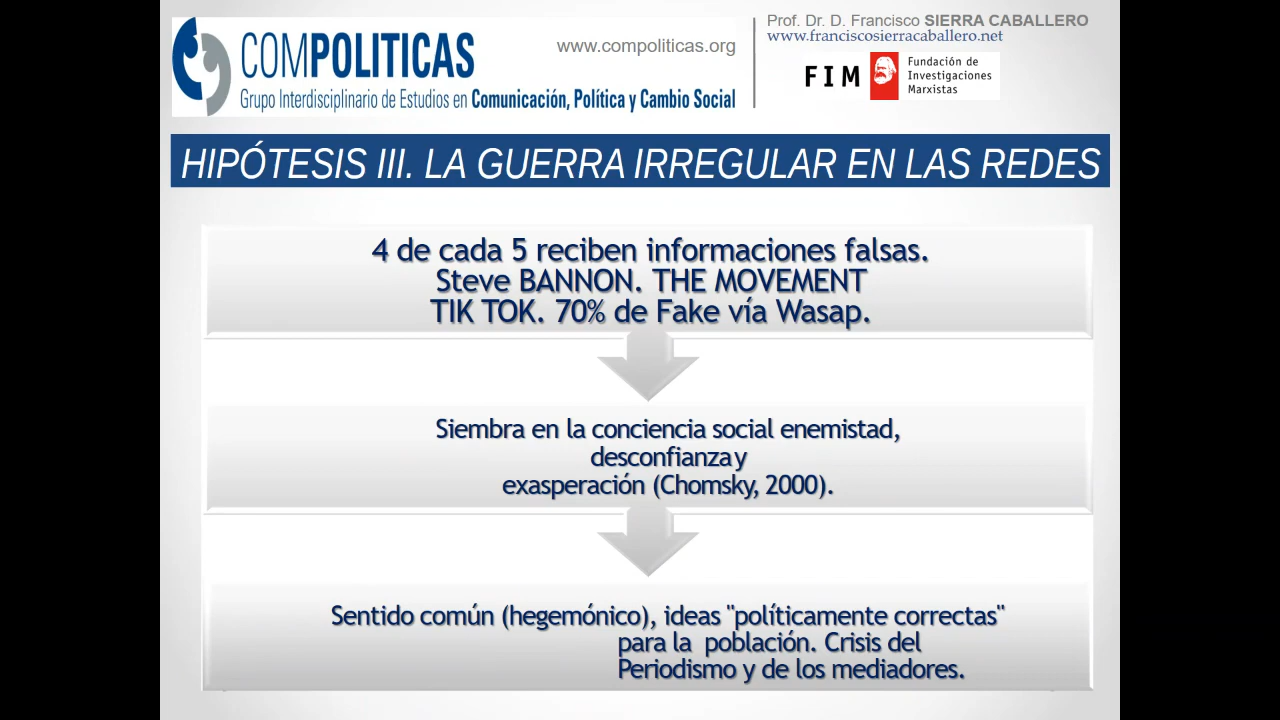 COMPOLITICAS
Grupo Interdisciplinario de Estudios en Comunicación, Política y Cambio Social
www.compoliticas.org
Prof. Dr. D. Francisco SIERRA CABALLERO
www.franciscosierracaballero.net
FIM
Fundación de
Investigaciones
Marxistas
HIPÓTESIS III. LA GUERRA IRREGULAR EN LAS REDES
4 de cada 5 reciben informaciones falsas.
Steve BANNON. THE MOVEMENT
TIK TOK. 70% de Fake vía Wasap.
Siembra en la conciencia social enemistad,
desconfianza y
exasperación (Chomsky, 2000).
Sentido común (hegemónico), ideas "políticamente correctas"
para la población. Crisis del
Periodismo y de los mediadores.